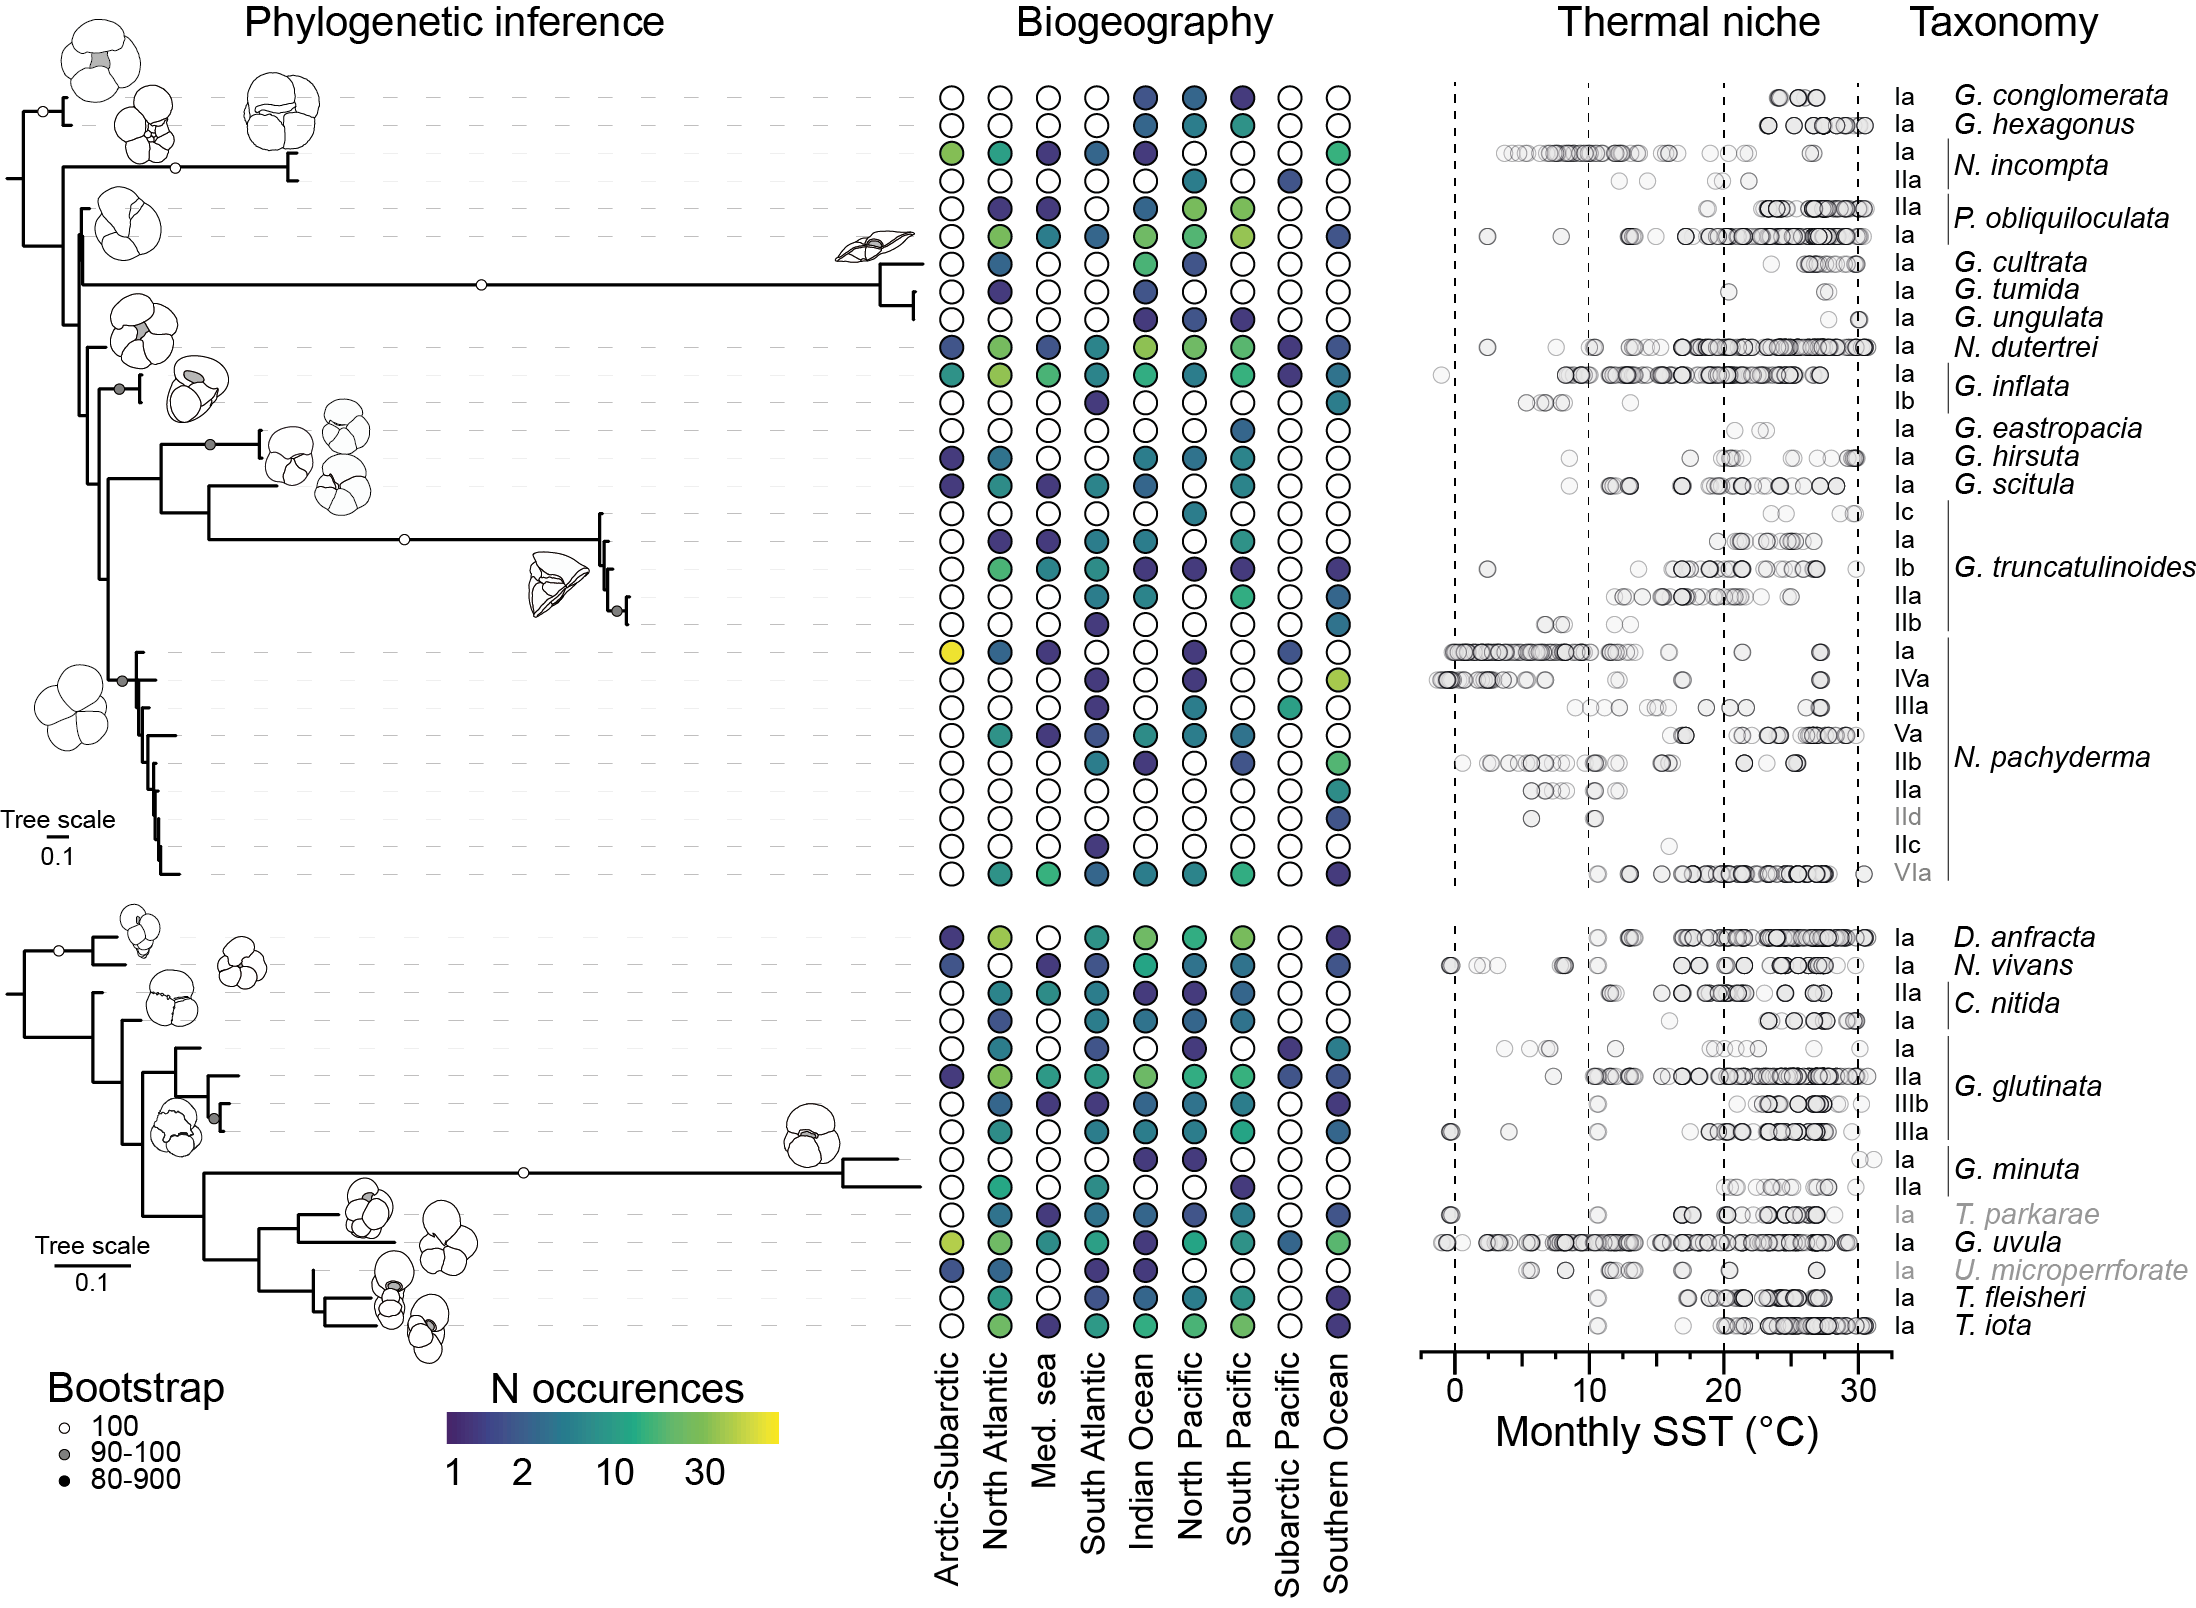 Phylogenetic inference
Biogeography
Thermal niche
Taxonomy
Ia G. conglomerata
Ia G. hexagonus
Ia
N. incompta
IIa
IIa
P. obliquiloculata
Ia
Ia G. cultrata
Ia G. tumida
Ia G. ungulata
Ia N. dutertrei
Ia
G. inflata
Ib
Ia G. eastropacia
Ia G. hirsuta
Ia G. scitula
Ic
Ia
Ib G. truncatulinoides
IIa
IIb
Ia
IVa
IIIa
Va
N. pachyderma
IIb
IIa
IId
IIc
VIa
Tree scale
0.1
Ia D. anfracta
Ia N. vivans
IIa
C. nitida
Ia
Ia
IIa
G. glutinata
IIIb
IIIa
Ia
G. minuta
IIa
Ia T. parkarae
Ia G. uvula
Ia U. microperrforate
Ia T. fleisheri
Ia T. iota
Tree scale
0.1
Bootstrap
100
90-100
80-900
N occurences
1 2 10 30
Arctic-Subarctic
North Atlantic
Med. sea
South Atlantic
Indian Ocean
North Pacific
South Pacific
Subarctic Pacific
Southern Ocean
0 10 20 30
Monthly SST (°C)